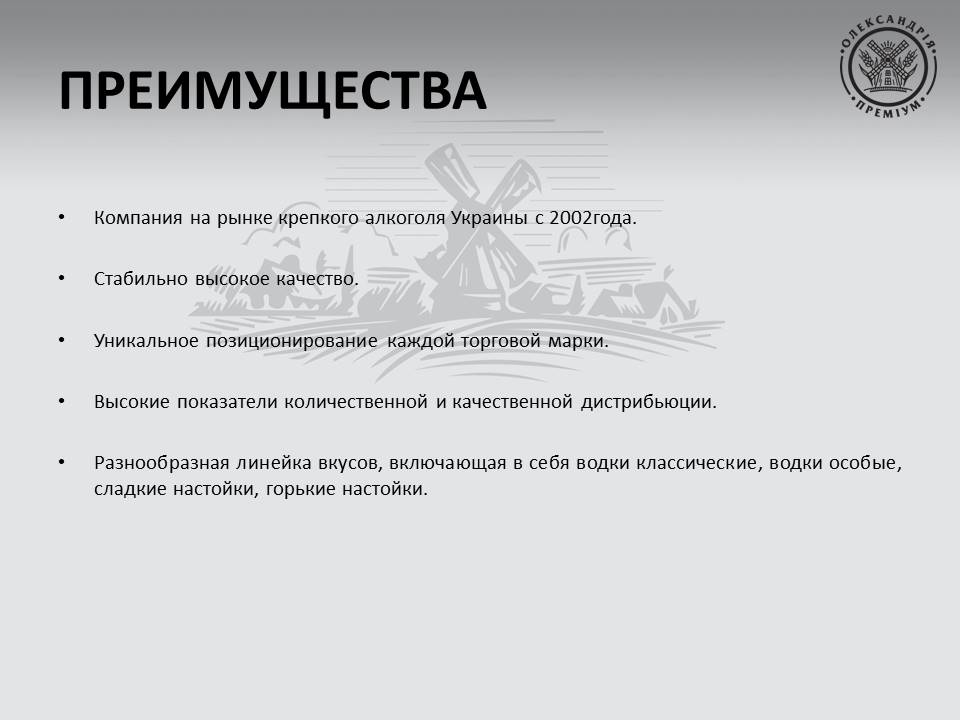 ПРЕИМУЩЕСТВА
ОЛЕКСАНДРІЯ
ПРЕМІУМ
• Компания на рынке крепкого алкоголя Украины с 2002года.
• Стабильно высокое качество.
• Уникальное позиционирование каждой торговой марки.
• Высокие показатели количественной и качественной дистрибьюции.
• Разнообразная линейка вкусов, включающая в себя водки классические, водки особые,
сладкие настойки, горькие настойки.